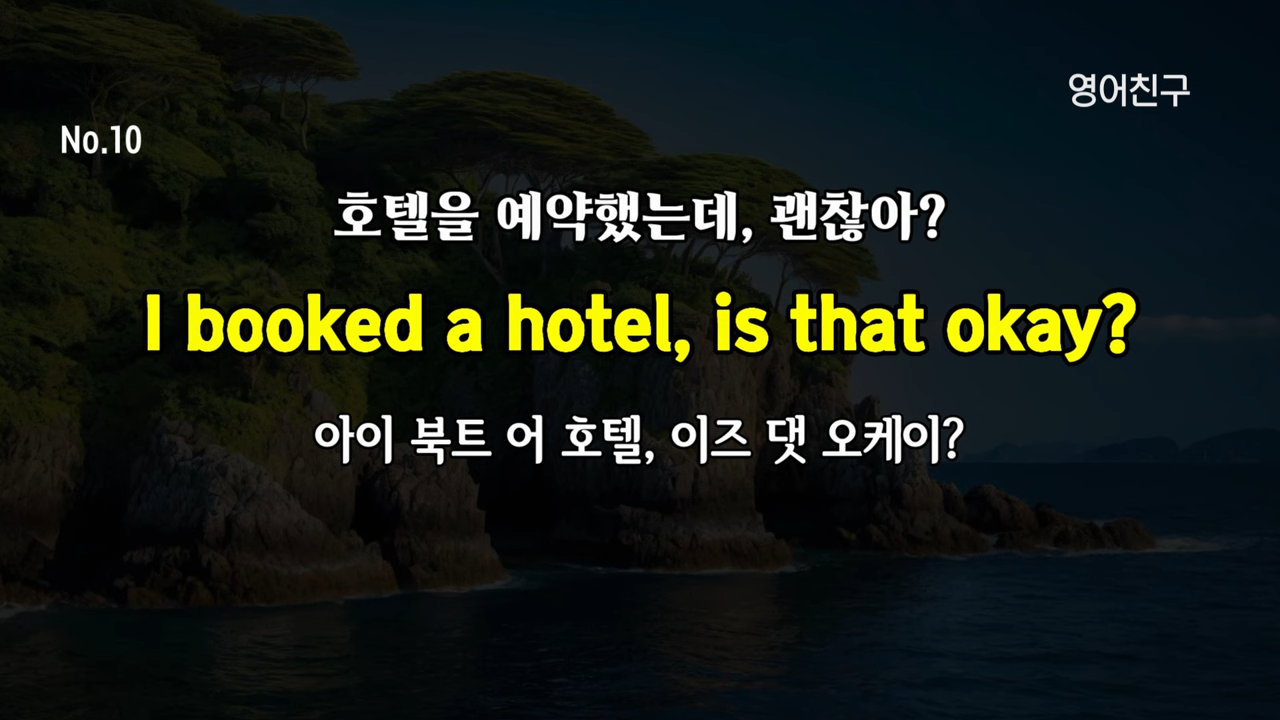 영어친구
No.10
호텔을 예약했는데, 괜찮아?
I booked a hotel, is that okay?
아이 북트 어 호텔, 이즈 댓 오케이?